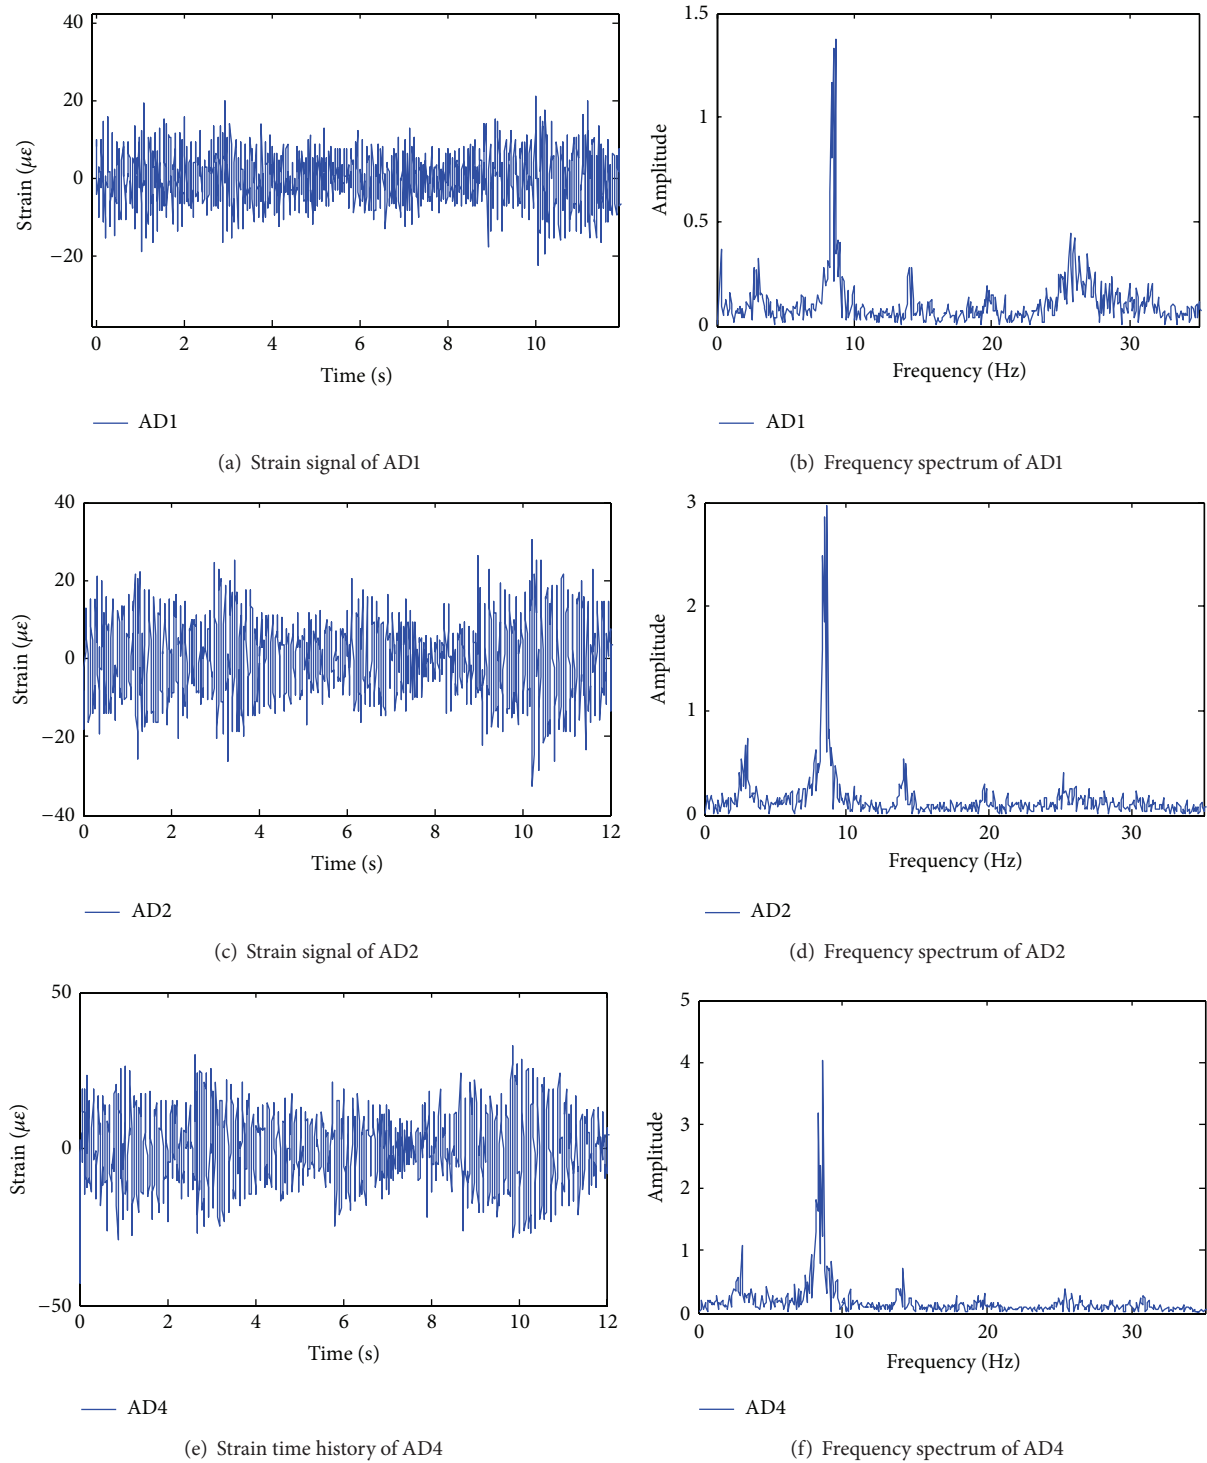 40
20
0
−20
Strain (με)
0
2
4
6
8
10
Time (s)
AD1
(a) Strain signal of AD1
1.5
1
0.5
0
Amplitude
0
10
20
30
Frequency (Hz)
AD1
(b) Frequency spectrum of AD1
40
20
0
−20
−40
Strain (με)
0
2
4
6
8
10
12
Time (s)
AD2
(c) Strain signal of AD2
3
2
1
0
Amplitude
0
10
20
30
Frequency (Hz)
AD2
(d) Frequency spectrum of AD2
50
0
−50
Strain (με)
0
2
4
6
8
10
12
Time (s)
AD4
(e) Strain time history of AD4
5
4
3
2
1
0
Amplitude
0
10
20
30
Frequency (Hz)
AD4
(f) Frequency spectrum of AD4